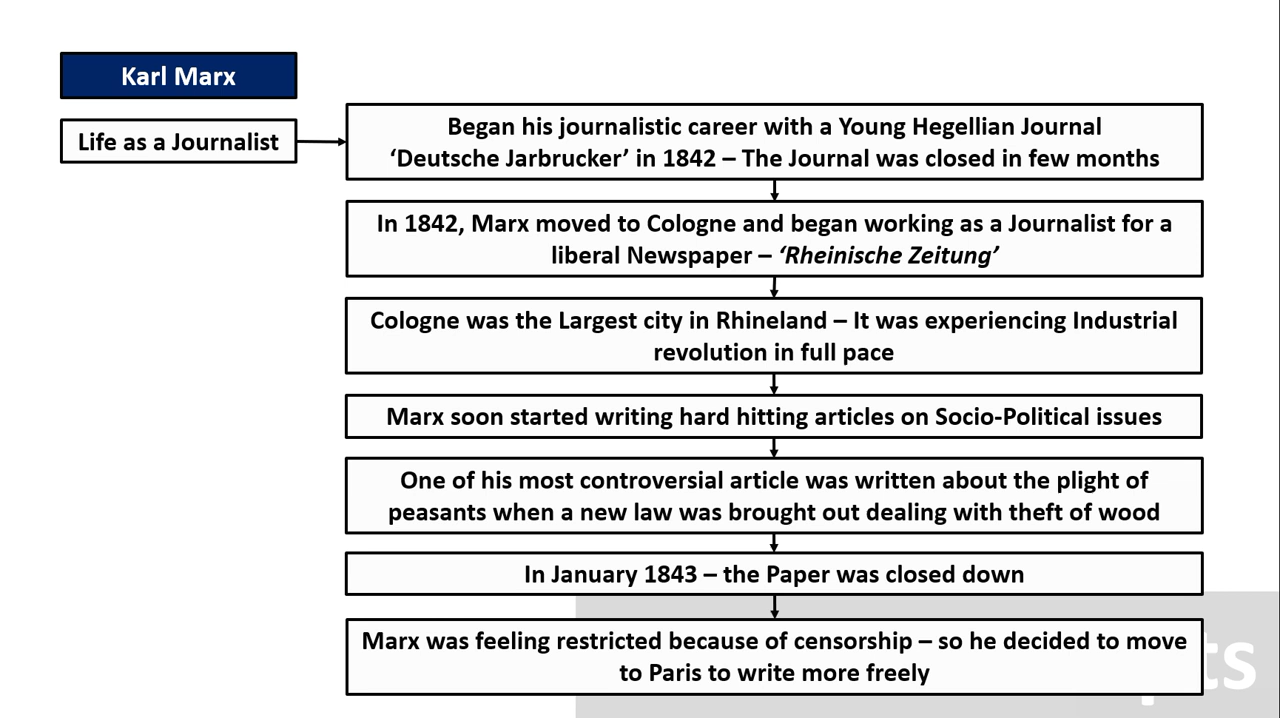 Karl Marx
Life as a Journalist
Began his journalistic career with a Young Hegellian Journal
‘Deutsche Jarbrucker’ in 1842 – The Journal was closed in few months
In 1842, Marx moved to Cologne and began working as a Journalist for a
liberal Newspaper – ‘Rheinische Zeitung’
Cologne was the Largest city in Rhineland – It was experiencing Industrial
revolution in full pace
Marx soon started writing hard hitting articles on Socio-Political issues
One of his most controversial article was written about the plight of
peasants when a new law was brought out dealing with theft of wood
In January 1843 – the Paper was closed down
Marx was feeling restricted because of censorship – so he decided to move
to Paris to write more freely